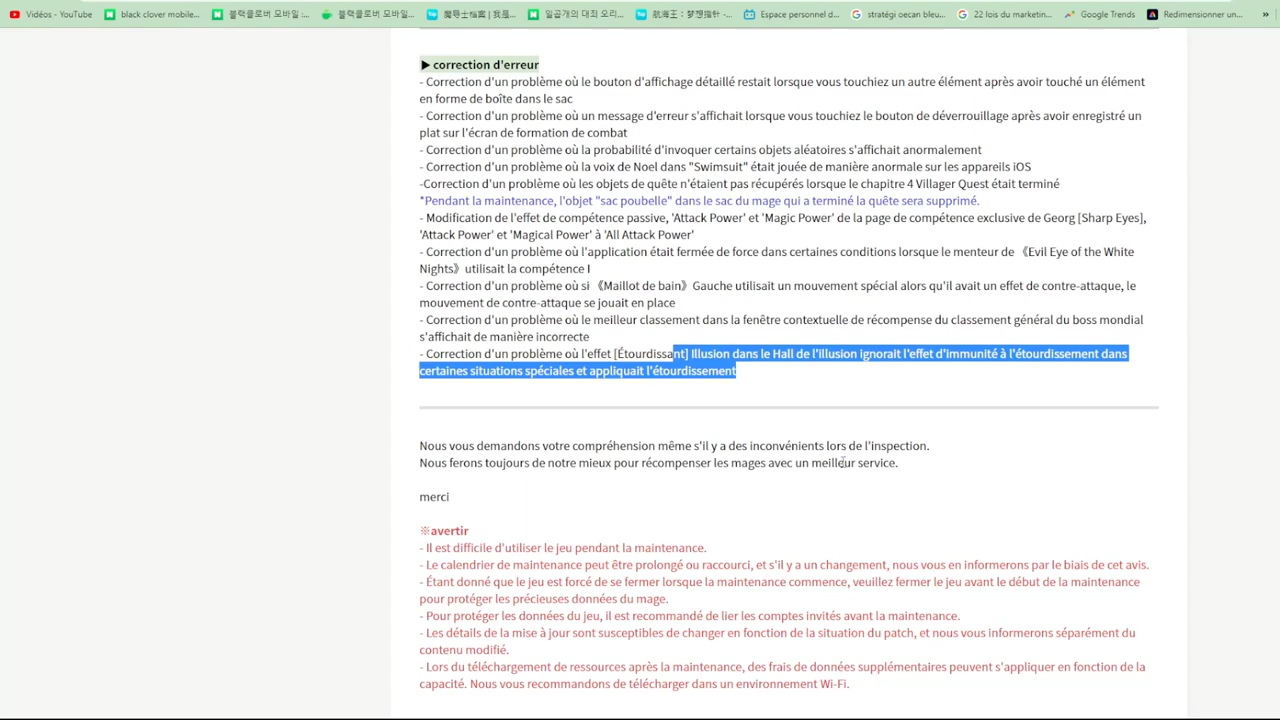 Vidéos - YouTube
black clover mobile...
블랙클로버 모바일 :...
블랙클로버 모바일...
魔导士档案 | 我是...
일곱개의 대죄 오리...
航海王：梦想指针 -...
Espace personnel d...
stratégi oecan bleu...
22 lois du marketin...
Google Trends
Redimensionner un...
»
▶ correction d'erreur
- Correction d'un problème où le bouton d'affichage détaillé restait lorsque vous touchiez un autre élément après avoir touché un élément
en forme de boîte dans le sac
- Correction d'un problème où un message d'erreur s'affichait lorsque vous touchiez le bouton de déverrouillage après avoir enregistré un
plat sur l'écran de formation de combat
- Correction d'un problème où la probabilité d'invoquer certains objets aléatoires s'affichait anormalement
- Correction d'un problème où la voix de Noel dans "Swimsuit" était jouée de manière anormale sur les appareils iOS
-Correction d'un problème où les objets de quête n'étaient pas récupérés lorsque le chapitre 4 Villager Quest était terminé
*Pendant la maintenance, l'objet "sac poubelle" dans le sac du mage qui a terminé la quête sera supprimé.
- Modification de l'effet de compétence passive, 'Attack Power' et 'Magic Power' de la page de compétence exclusive de Georg [Sharp Eyes],
'Attack Power' et 'Magical Power' à 'All Attack Power'
- Correction d'un problème où l'application était fermée de force dans certaines conditions lorsque le menteur de 《Evil Eye of the White
Nights》utilisait la compétence I
- Correction d'un problème où si 《Maillot de bain》Gauche utilisait un mouvement spécial alors qu'il avait un effet de contre-attaque, le
mouvement de contre-attaque se jouait en place
- Correction d'un problème où le meilleur classement dans la fenêtre contextuelle de récompense du classement général du boss mondial
s'affichait de manière incorrecte
- Correction d'un problème où l'effet [Étourdissant] Illusion dans le Hall de l'illusion ignorait l'effet d'immunité à l'étourdissement dans
certaines situations spéciales et appliquait l'étourdissement
Nous vous demandons votre compréhension même s'il y a des inconvénients lors de l'inspection.
Nous ferons toujours de notre mieux pour récompenser les mages avec un meilleur service.
merci
※avertir
- Il est difficile d'utiliser le jeu pendant la maintenance.
- Le calendrier de maintenance peut être prolongé ou raccourci, et s'il y a un changement, nous vous en informerons par le biais de cet avis.
- Étant donné que le jeu est forcé de se fermer lorsque la maintenance commence, veuillez fermer le jeu avant le début de la maintenance
pour protéger les précieuses données du mage.
- Pour protéger les données du jeu, il est recommandé de lier les comptes invités avant la maintenance.
- Les détails de la mise à jour sont susceptibles de changer en fonction de la situation du patch, et nous vous informerons séparément du
contenu modifié.
- Lors du téléchargement de ressources après la maintenance, des frais de données supplémentaires peuvent s'appliquer en fonction de la
capacité. Nous vous recommandons de télécharger dans un environnement Wi-Fi.